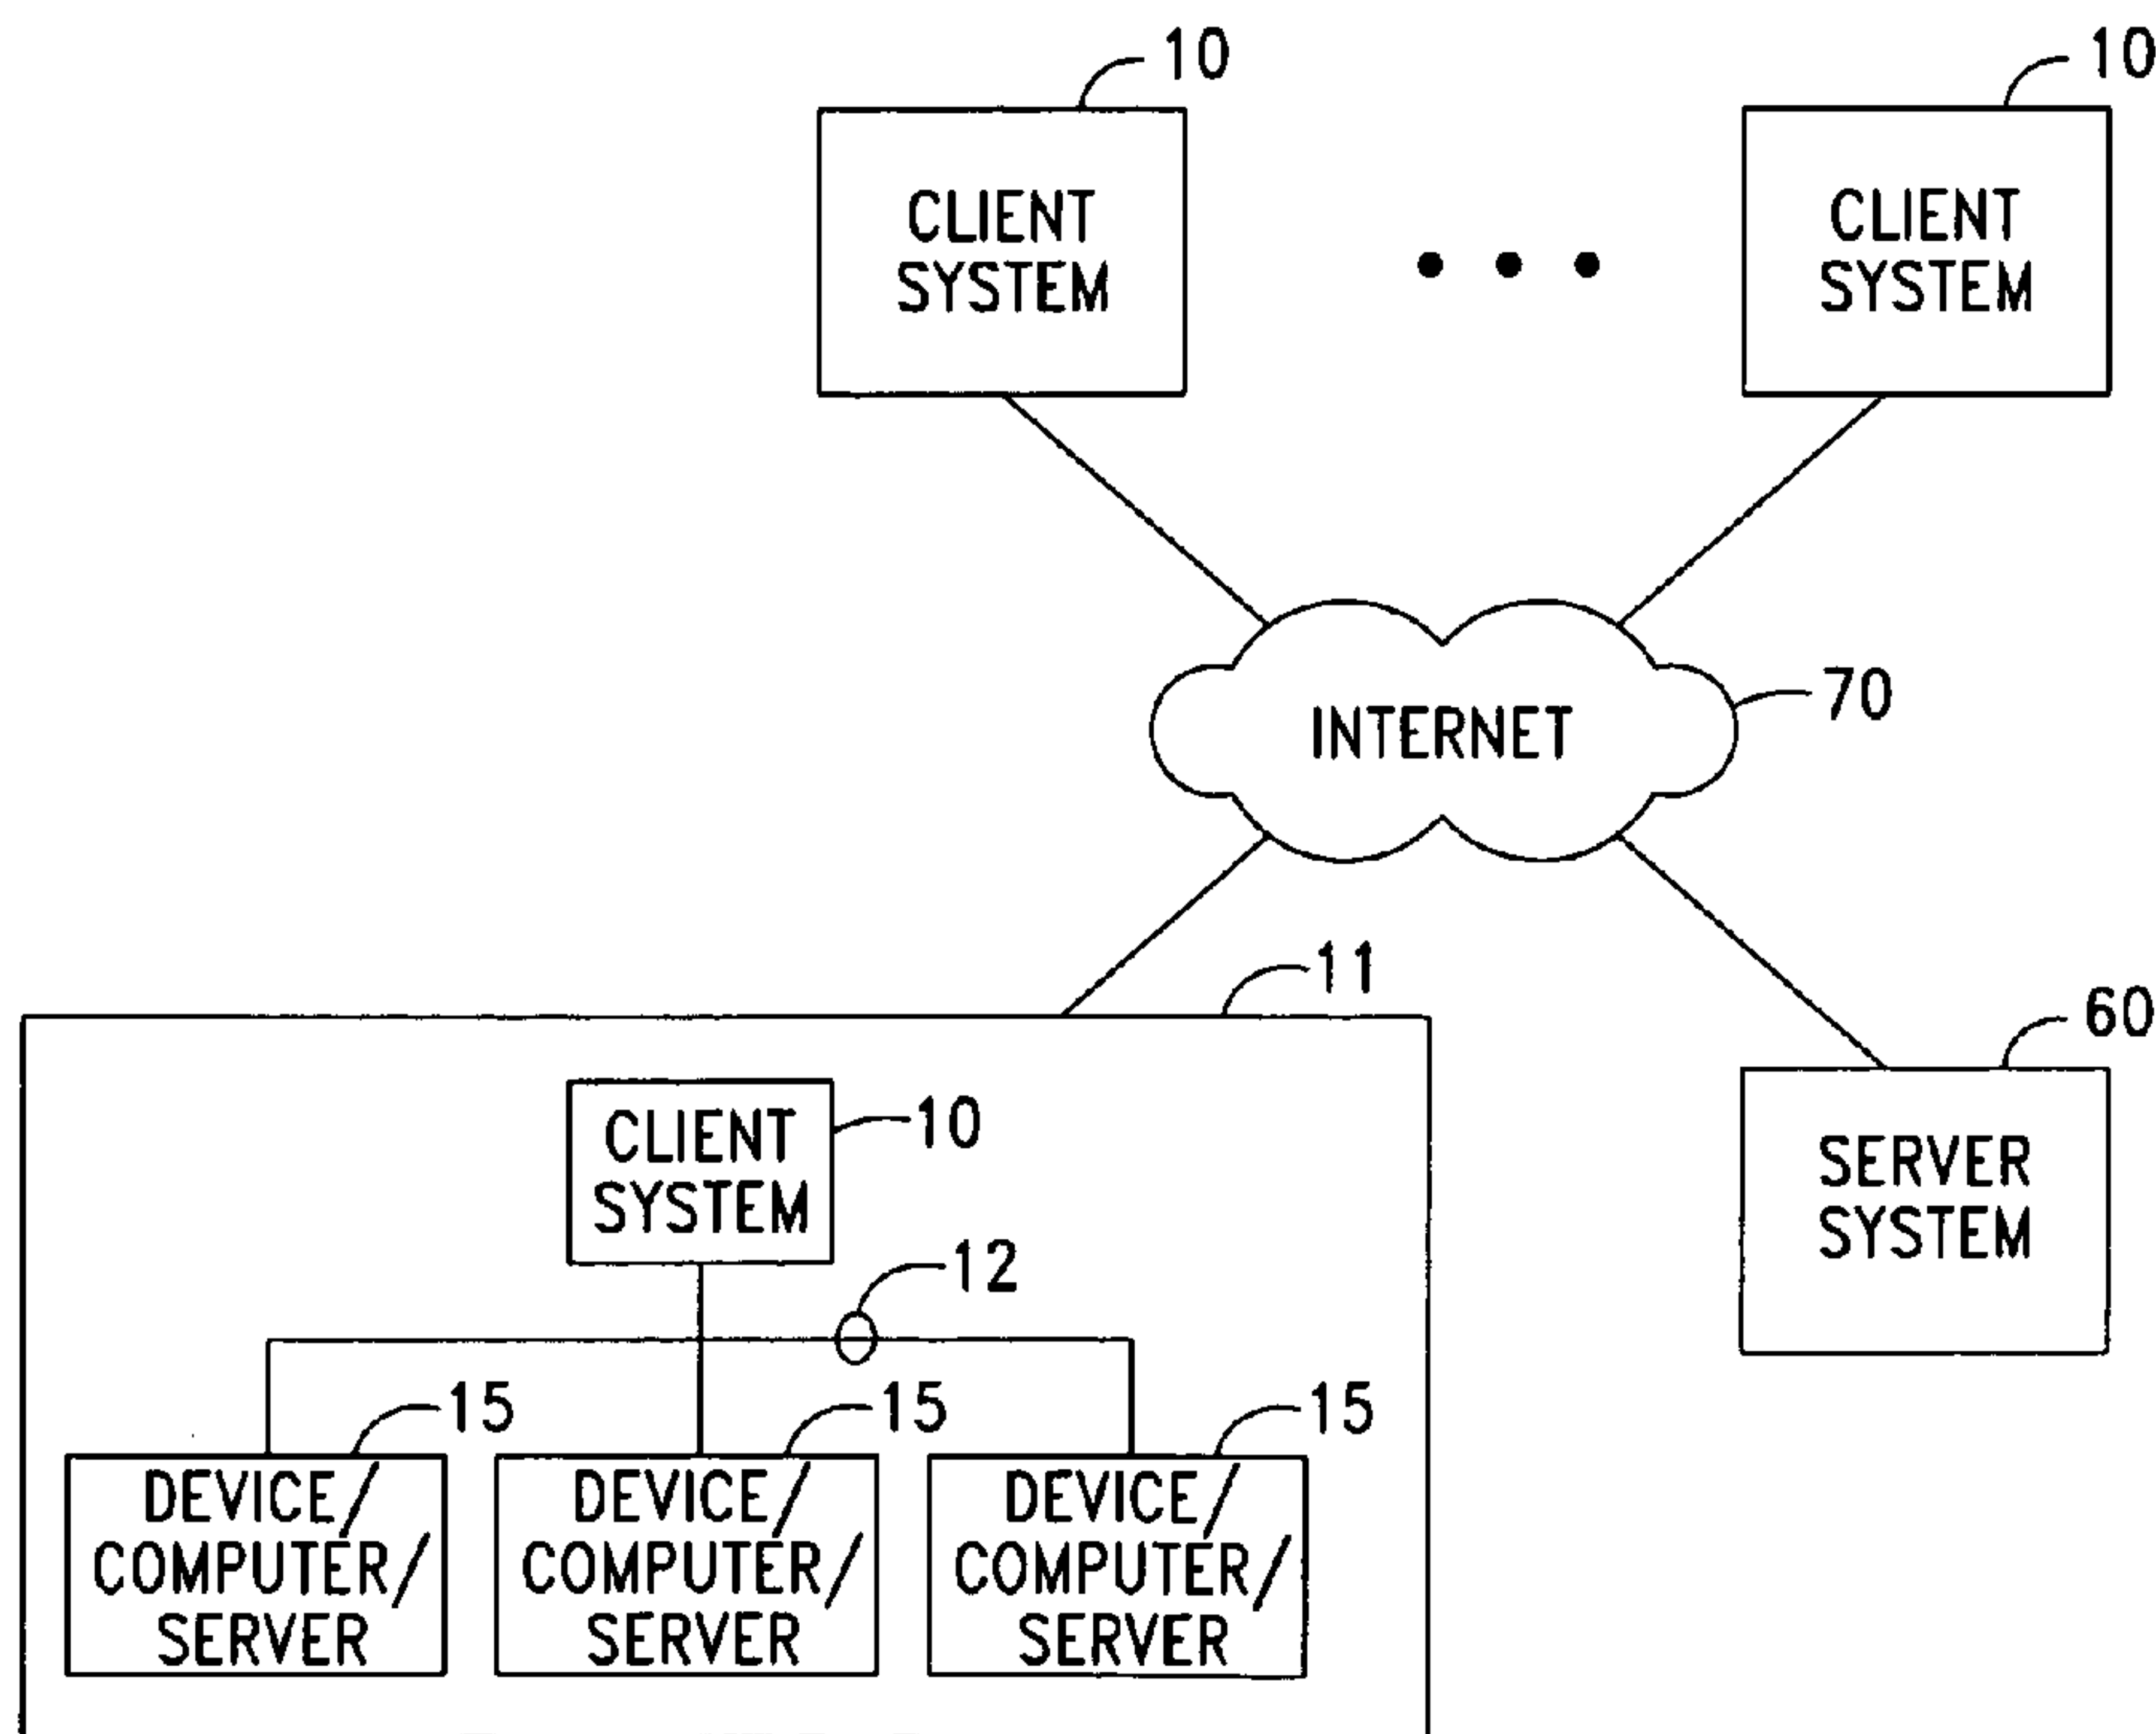 10
10
CLIENT
SYSTEM
CLIENT
SYSTEM
INTERNET
70
11
60
CLIENT
SYSTEM
10
SERVER
SYSTEM
12
15
15
15
DEVICE/
COMPUTER/
SERVER
DEVICE/
COMPUTER/
SERVER
DEVICE/
COMPUTER/
SERVER